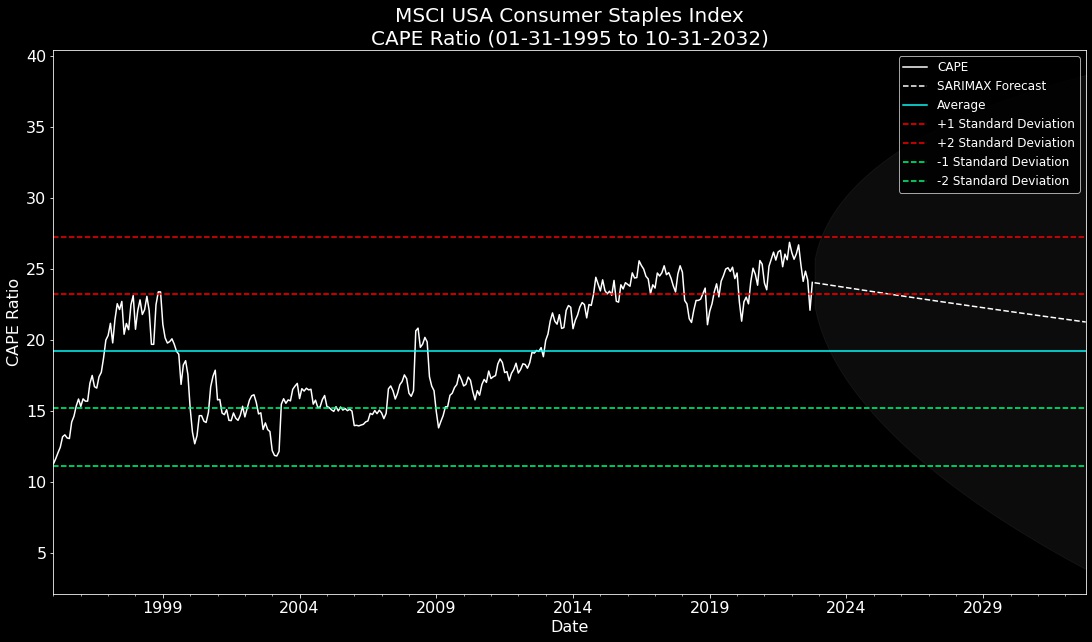 MSCI USA Consumer Staples Index
CAPE Ratio (01-31-1995 to 10-31-2032)
CAPE
SARIMAX Forecast
Average
+1 Standard Deviation
+2 Standard Deviation
-1 Standard Deviation
-2 Standard Deviation
CAPE Ratio
40
35
30
25
20
15
10
5
1999
2004
2009
2014
2019
2024
2029
Date